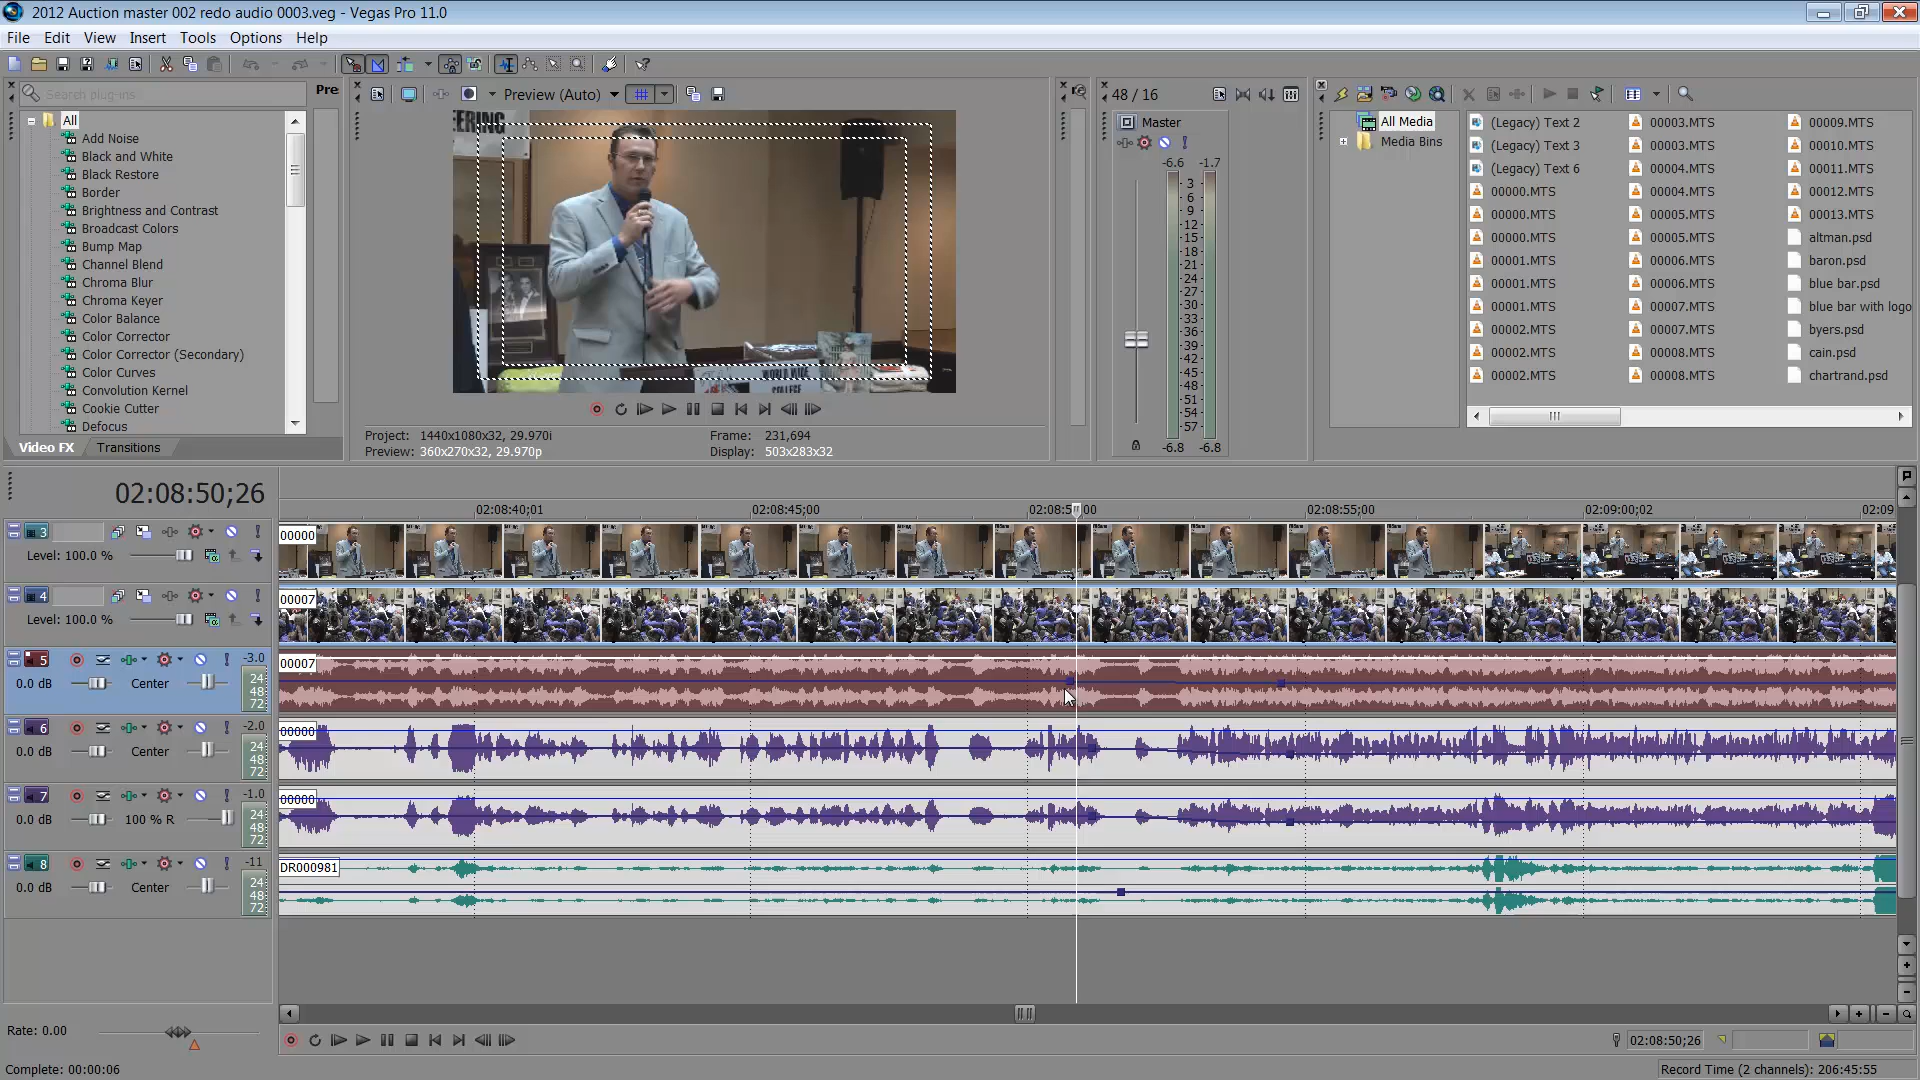 2012 Auction master 002 redo audio 0003.veg - Vegas Pro 11.0
File Edit View Insert Tools Options Help
Search plug-ins
Pre
All
Add Noise
Black and White
Black Restore
Border
Brightness and Contrast
Broadcast Colors
Bump Map
Channel Blend
Chroma Blur
Chroma Keyer
Color Balance
Color Corrector
Color Corrector (Secondary)
Color Curves
Convolution Kernel
Cookie Cutter
Defocus
Video FX Transitions
Preview (Auto)
EERING
WORLD WIDE
COLLEGE
Project: 1440x1080x32, 29.970i
Preview: 360x270x32, 29.970p
Frame: 231,694
Display: 503x283x32
48 / 16
Master
-6.6 -1.7
3
6
9
12
15
18
21
24
27
30
33
36
39
42
45
48
51
54
57
-6.8 -6.8
All Media
Media Bins
(Legacy) Text 2
(Legacy) Text 3
(Legacy) Text 6
00000.MTS
00000.MTS
00000.MTS
00001.MTS
00001.MTS
00001.MTS
00002.MTS
00002.MTS
00002.MTS
00003.MTS
00003.MTS
00004.MTS
00004.MTS
00005.MTS
00005.MTS
00006.MTS
00006.MTS
00007.MTS
00007.MTS
00008.MTS
00008.MTS
00009.MTS
00010.MTS
00011.MTS
00012.MTS
00013.MTS
altman.psd
baron.psd
blue bar.psd
blue bar with logo
byers.psd
cain.psd
chartrand.psd
02:08:50;26
02:08:40;01 02:08:45;00 02:08:5 00 02:08:55;00 02:09:00;02 02:09
3
Level: 100.0 %
00000
4
Level: 100.0 %
00007
5 -3.0
0.0 dB Center
24
48
72
00007
6 -2.0
0.0 dB Center
24
48
72
00000
7 -1.0
0.0 dB 100 % R
24
48
72
00000
8 -11
0.0 dB Center
24
48
72
DR000981
Rate: 0.00
02:08:50;26
Complete: 00:00:06
Record Time (2 channels): 206:45:55